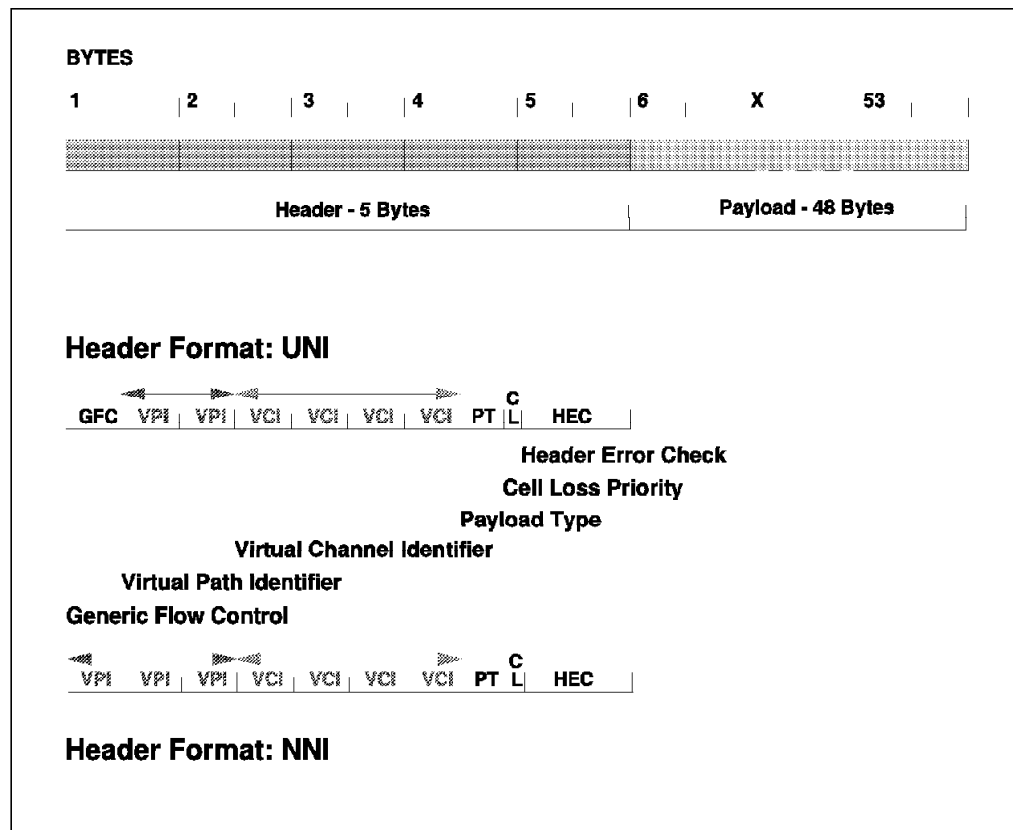 BYTES
1 2 3 4 5 6 X 53
Header - 5 Bytes Payload - 48 Bytes
Header Format: UNI
C
GFC VPI VPI VCI VCI VCI VCI PT L HEC
Header Error Check
Cell Loss Priority
Payload Type
Virtual Channel Identifier
Virtual Path Identifier
Generic Flow Control
C
VPI VPI VPI VCI VCI VCI VCI PT L HEC
Header Format: NNI